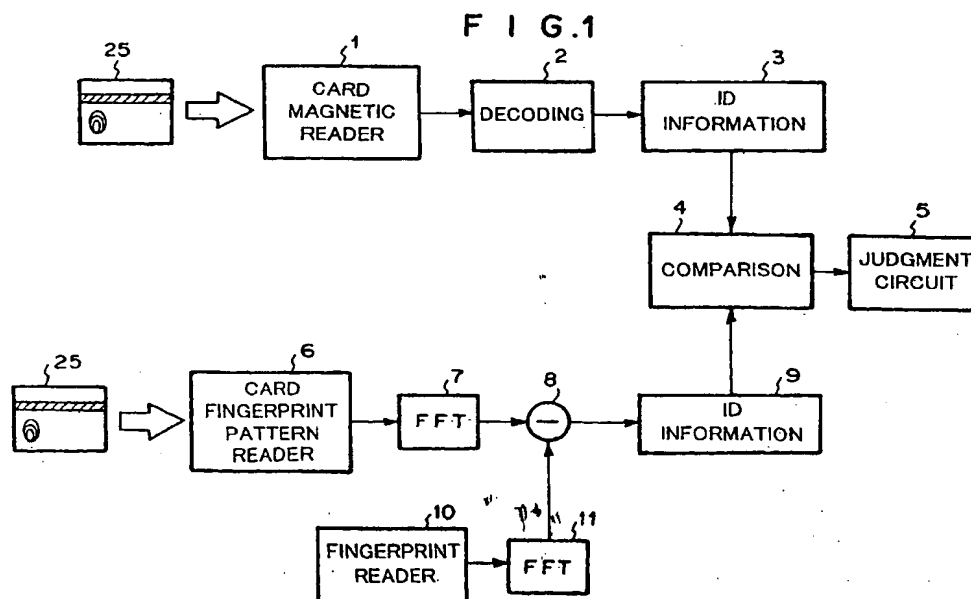 F I G.1
25
1
CARD
MAGNETIC
READER
2
DECODING
3
ID
INFORMATION
4
COMPARISON
5
JUDGMENT
CIRCUIT
25
6
CARD
FINGERPRINT
PATTERN
READER
7
FFT
8
−
9
ID
INFORMATION
10
FINGERPRINT
READER
11
FFT